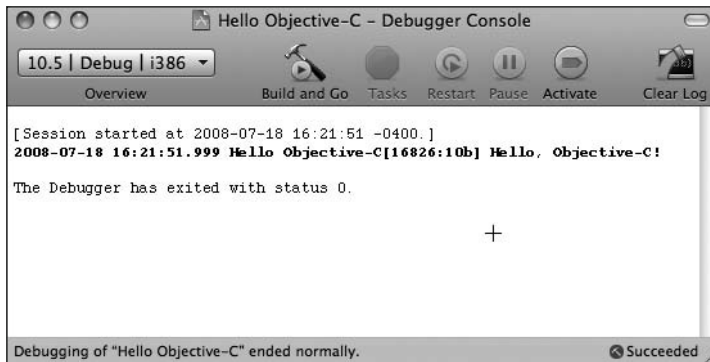 Hello Objective-C – Debugger Console
10.5 | Debug | i386
Overview
Build and Go
Tasks
Restart
Pause
Activate
Clear Log
[Session started at 2008-07-18 16:21:51 -0400.]
2008-07-18 16:21:51.999 Hello Objective-C[16826:10b] Hello, Objective-C!
The Debugger has exited with status 0.
Debugging of "Hello Objective-C" ended normally.
Succeeded